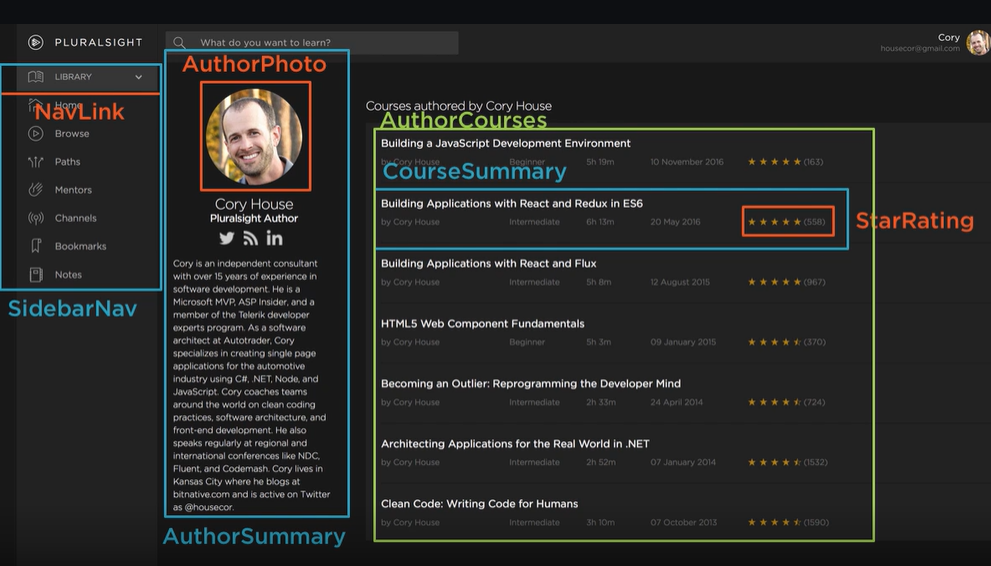 PLURALSIGHT
What do you want to learn?
Cory
housecor@gmail.com
LIBRARY
Home
NavLink
Browse
Paths
Mentors
Channels
Bookmarks
Notes
SidebarNav
AuthorPhoto
Cory House
Pluralsight Author
Cory is an independent consultant
with over 15 years of experience in
software development. He is a
Microsoft MVP, ASP Insider, and a
member of the Telerik developer
experts program. As a software
architect at Autotrader, Cory
specializes in creating single page
applications for the automotive
industry using C#, .NET, Node, and
JavaScript. Cory coaches teams
around the world on clean coding
practices, software architecture, and
front-end development. He also
speaks regularly at regional and
international conferences like NDC,
Fluent, and Codemash. Cory lives in
Kansas City where he blogs at
bitnative.com and is active on Twitter
as @housecor.
AuthorSummary
Courses authored by Cory House
AuthorCourses
Building a JavaScript Development Environment
by Cory House Beginner 5h 19m 10 November 2016 (163)
CourseSummary
Building Applications with React and Redux in ES6
by Cory House Intermediate 6h 13m 20 May 2016 (558)
StarRating
Building Applications with React and Flux
by Cory House Intermediate 5h 8m 12 August 2015 (967)
HTML5 Web Component Fundamentals
by Cory House Beginner 5h 3m 09 January 2015 (370)
Becoming an Outlier: Reprogramming the Developer Mind
by Cory House Intermediate 2h 33m 24 April 2014 (724)
Architecting Applications for the Real World in .NET
by Cory House Intermediate 2h 52m 07 January 2014 (1532)
Clean Code: Writing Code for Humans
by Cory House Intermediate 3h 10m 07 October 2013 (1590)